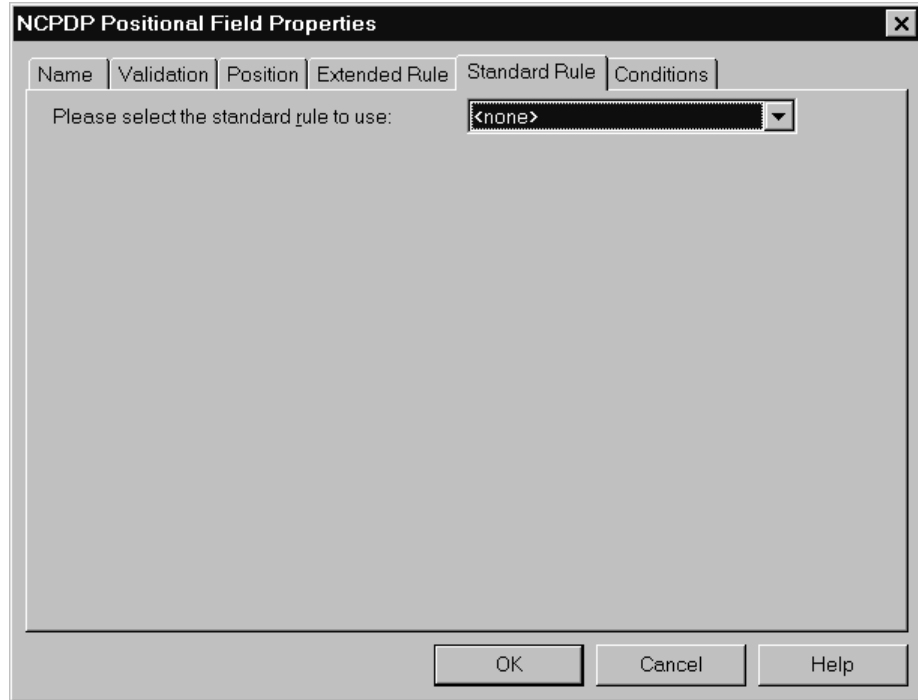 NCPDP Positional Field Properties
Name Validation Position Extended Rule Standard Rule Conditions
Please select the standard rule to use: <none>
OK Cancel Help